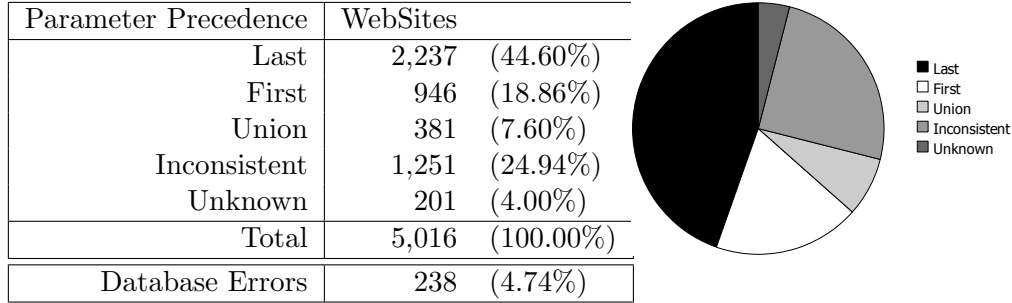 Parameter Precedence WebSites
Last 2,237 (44.60%)
First 946 (18.86%)
Union 381 (7.60%)
Inconsistent 1,251 (24.94%)
Unknown 201 (4.00%)
Total 5,016 (100.00%)
Database Errors 238 (4.74%)
Last
First
Union
Inconsistent
Unknown